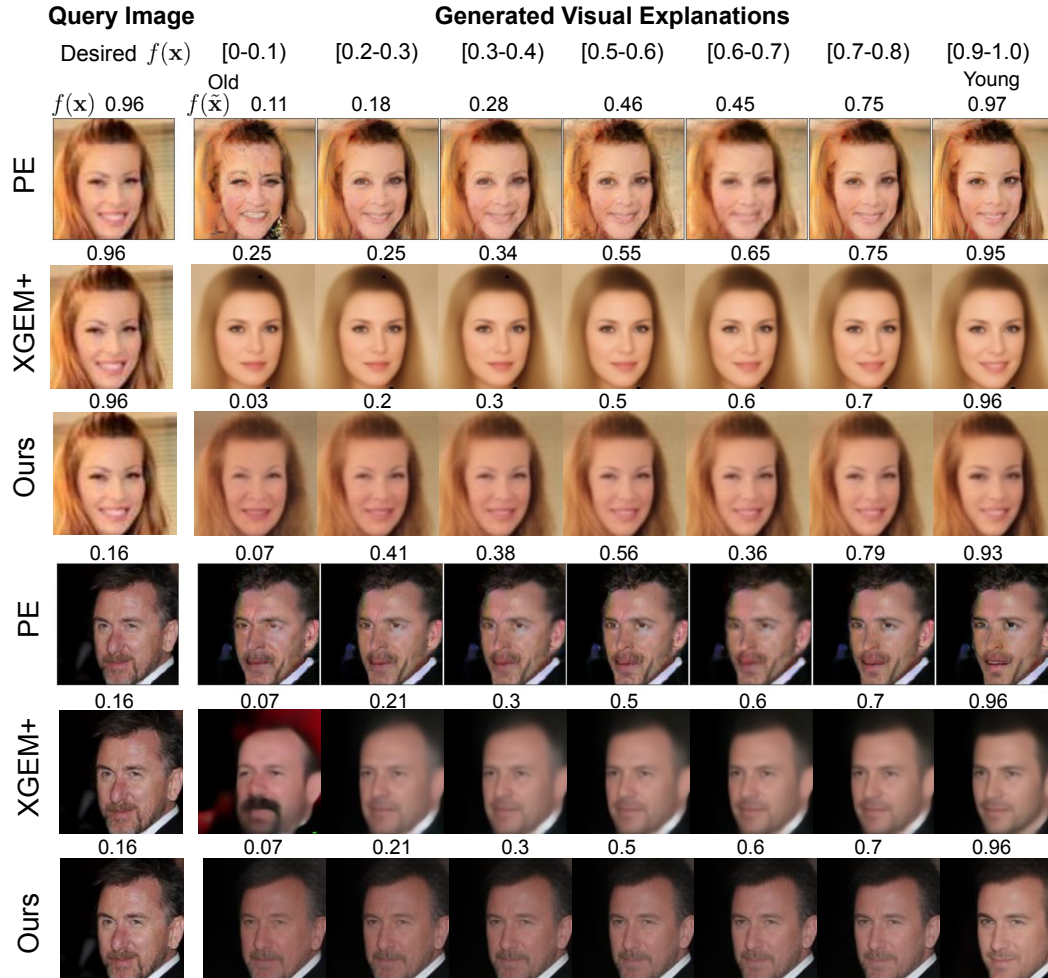 Query Image Generated Visual Explanations
Desired f(x) [0-0.1) [0.2-0.3) [0.3-0.4) [0.5-0.6) [0.6-0.7) [0.7-0.8) [0.9-1.0)
Old Young
f(x) 0.96 f(x̃) 0.11 0.18 0.28 0.46 0.45 0.75 0.97
PE
0.96 0.25 0.25 0.34 0.55 0.65 0.75 0.95
XGEM+
0.96 0.03 0.2 0.3 0.5 0.6 0.7 0.96
Ours
0.16 0.07 0.41 0.38 0.56 0.36 0.79 0.93
PE
0.16 0.07 0.21 0.3 0.5 0.6 0.7 0.96
XGEM+
0.16 0.07 0.21 0.3 0.5 0.6 0.7 0.96
Ours